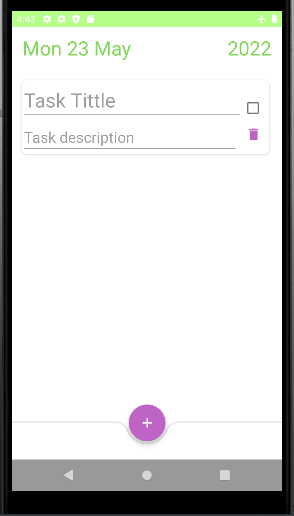 4:43
Mon 23 May 2022
Task Tittle
Task description
+